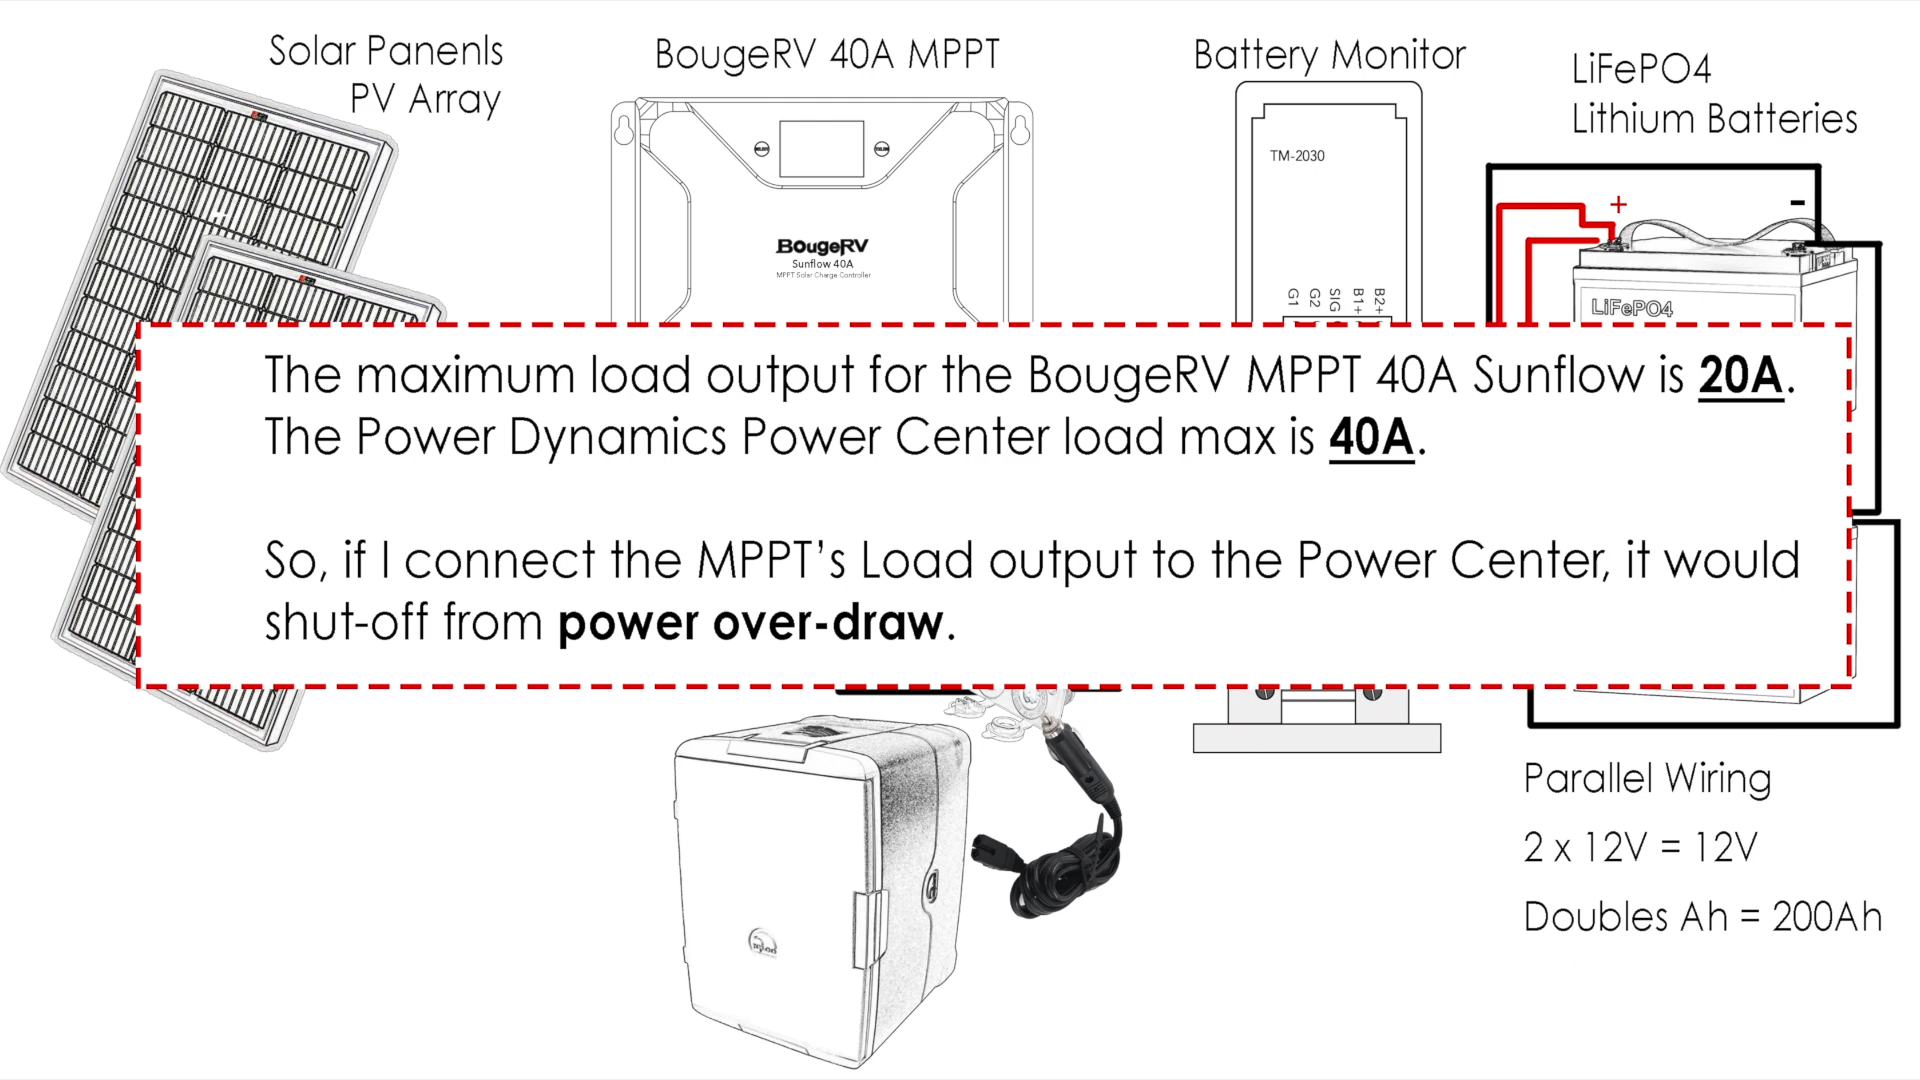 Solar Panenls
PV Array
BougeRV 40A MPPT
Battery Monitor
LiFePO4
Lithium Batteries
TM-2030
+
-
BougeRV
Sunflow 40A
MPPT Solar Charge Controller
G1
G2
SIG
B1+
B2+
LiFePO4
The maximum load output for the BougeRV MPPT 40A Sunflow is 20A.
The Power Dynamics Power Center load max is 40A.
So, if I connect the MPPT’s Load output to the Power Center, it would
shut-off from power over-draw.
Parallel Wiring
2 x 12V = 12V
Doubles Ah = 200Ah